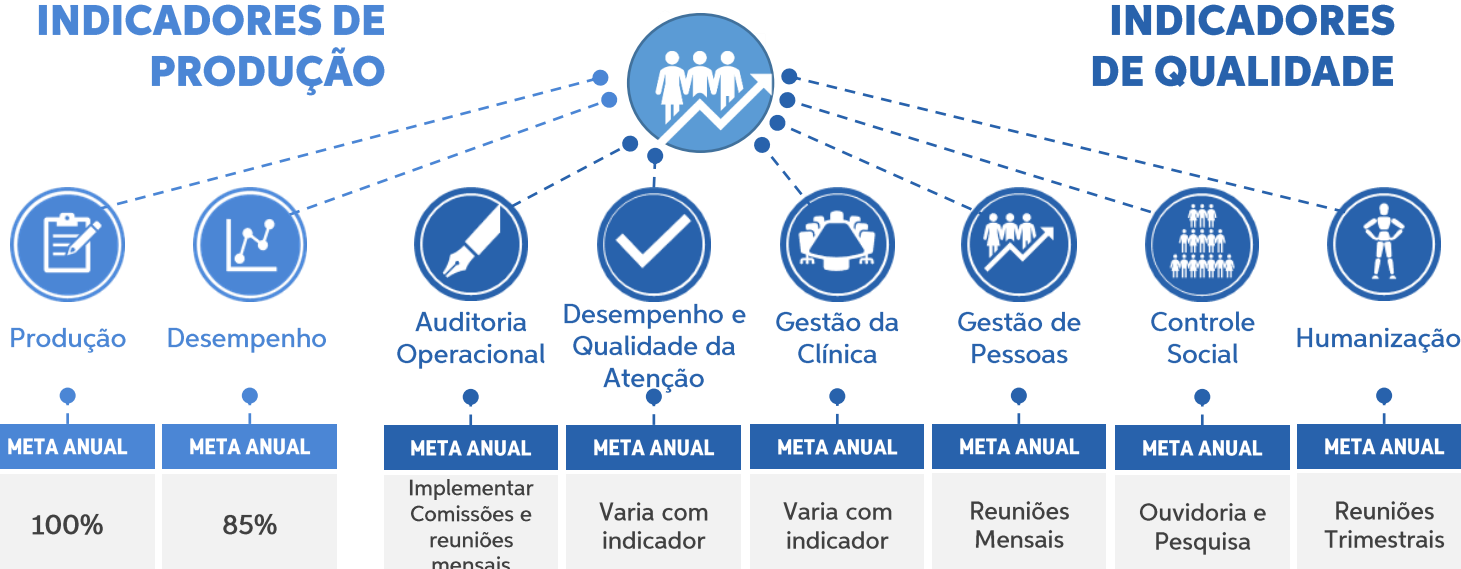 INDICADORES DE
PRODUÇÃO
INDICADORES
DE QUALIDADE
Produção
Desempenho
Auditoria
Operacional
Desempenho e
Qualidade da
Atenção
Gestão da
Clínica
Gestão de
Pessoas
Controle
Social
Humanização
META ANUAL
META ANUAL
META ANUAL
META ANUAL
META ANUAL
META ANUAL
META ANUAL
META ANUAL
100%
85%
Implementar
Comissões e
reuniões
mensais
Varia com
indicador
Varia com
indicador
Reuniões
Mensais
Ouvidoria e
Pesquisa
Reuniões
Trimestrais